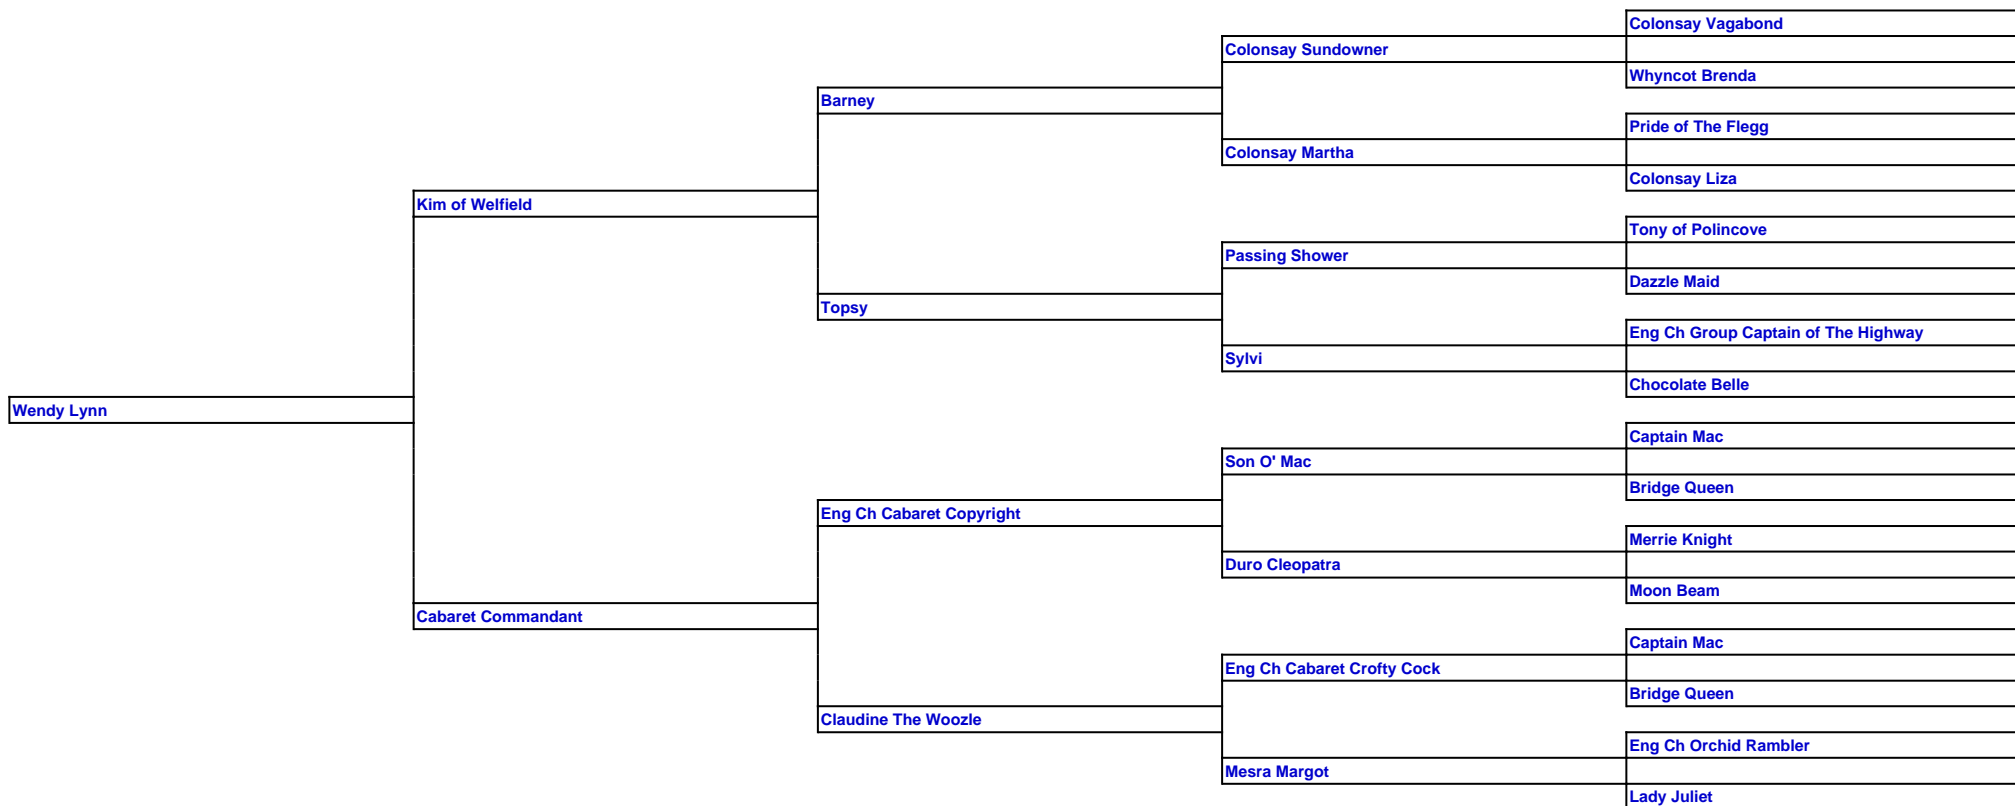 Colonsay Vagabond
Colonsay Sundowner
Whyncot Brenda
Barney
Pride of The Flegg
Colonsay Martha
Colonsay Liza
Kim of Welfield
Tony of Polincove
Passing Shower
Dazzle Maid
Topsy
Eng Ch Group Captain of The Highway
Sylvi
Chocolate Belle
Wendy Lynn
Captain Mac
Son O' Mac
Bridge Queen
Eng Ch Cabaret Copyright
Merrie Knight
Duro Cleopatra
Moon Beam
Cabaret Commandant
Captain Mac
Eng Ch Cabaret Crofty Cock
Bridge Queen
Claudine The Woozle
Eng Ch Orchid Rambler
Mesra Margot
Lady Juliet